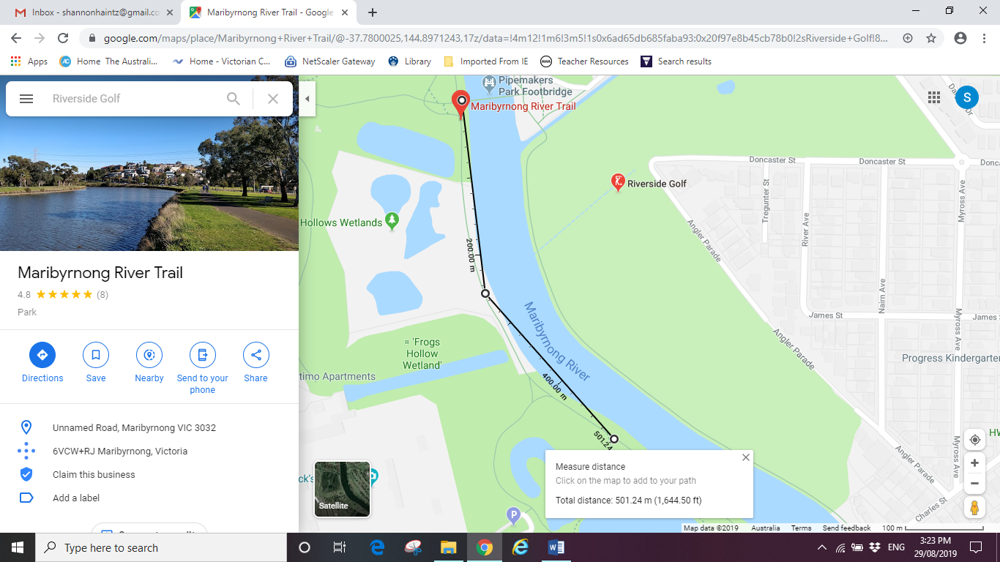 Inbox - shannonhaintz@gmail.co
Maribyrnong River Trail - Google
google.com/maps/place/Maribyrnong+River+Trail/@-37.7800025,144.8971243,17z/data=!4m12!1m6!3m5!1s0x6ad65db685faba93:0x20f97e8b45cb78b0!2sRiverside+Golf!8...
Apps
Home The Australi...
Home - Victorian C...
NetScaler Gateway
Library
Imported From IE
Teacher Resources
Search results
Riverside Golf
Maribyrnong River Trail
4.8
(8)
Park
Directions
Save
Nearby
Send to your
phone
Share
Unnamed Road, Maribyrnong VIC 3032
6VCW+RJ Maribyrnong, Victoria
Claim this business
Add a label
Pipemakers
Park Footbridge
Maribyrnong River Trail
S
Riverside Golf
Doncaster St
Doncaster St
Donca
Tregunter St
River Ave
Nairn Ave
Myross Ave
Angler Parade
Hollows Wetlands
200.00 m
Maribyrnong River
James St
James S
Myross Ave
Angler Parade
= 'Frogs
Hollow
Wetland'
timo Apartments
Progress Kindergarte
400.00 m
501.24
HW
Myross Ave
Angler Parade
Charles St
ck's
Satellite
P
Measure distance
Click on the map to add to your path
Total distance: 501.24 m (1,644.50 ft)
Map data ©2019
Australia
Terms
Send feedback
100 m
Type here to search
ENG
3:23 PM
29/08/2019